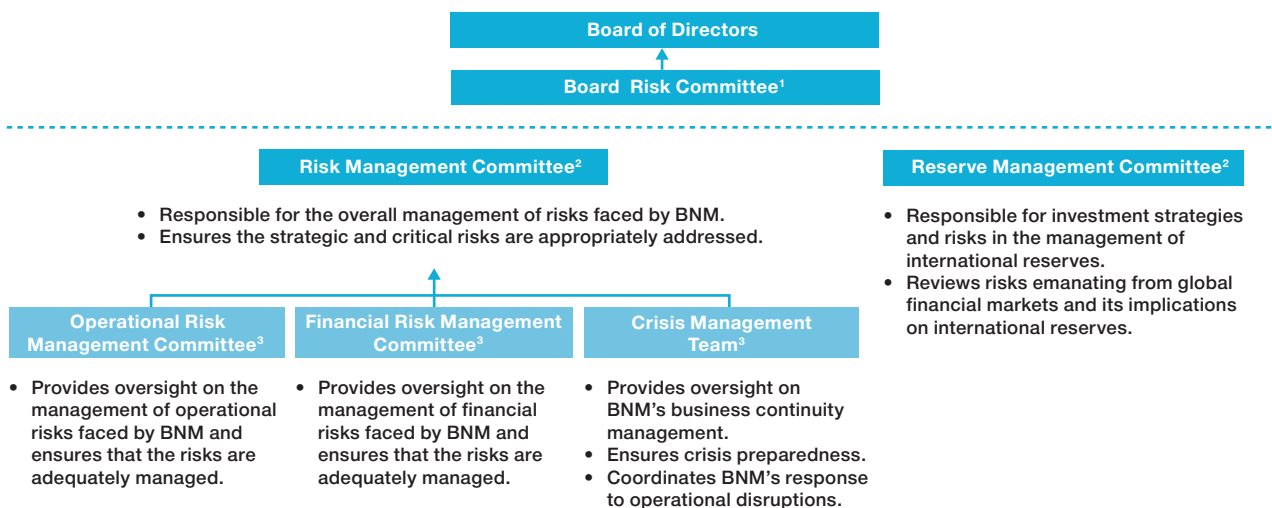 Board of Directors
Board Risk Committee¹
Risk Management Committee²
• Responsible for the overall management of risks faced by BNM.
• Ensures the strategic and critical risks are appropriately addressed.
Reserve Management Committee²
• Responsible for investment strategies
and risks in the management of
international reserves.
• Reviews risks emanating from global
financial markets and its implications
on international reserves.
Operational Risk
Management Committee³
• Provides oversight on the
management of operational
risks faced by BNM and
ensures that the risks are
adequately managed.
Financial Risk Management
Committee³
• Provides oversight on the
management of financial
risks faced by BNM and
ensures that the risks are
adequately managed.
Crisis Management
Team³
• Provides oversight on
BNM's business continuity
management.
• Ensures crisis preparedness.
• Coordinates BNM's response
to operational disruptions.